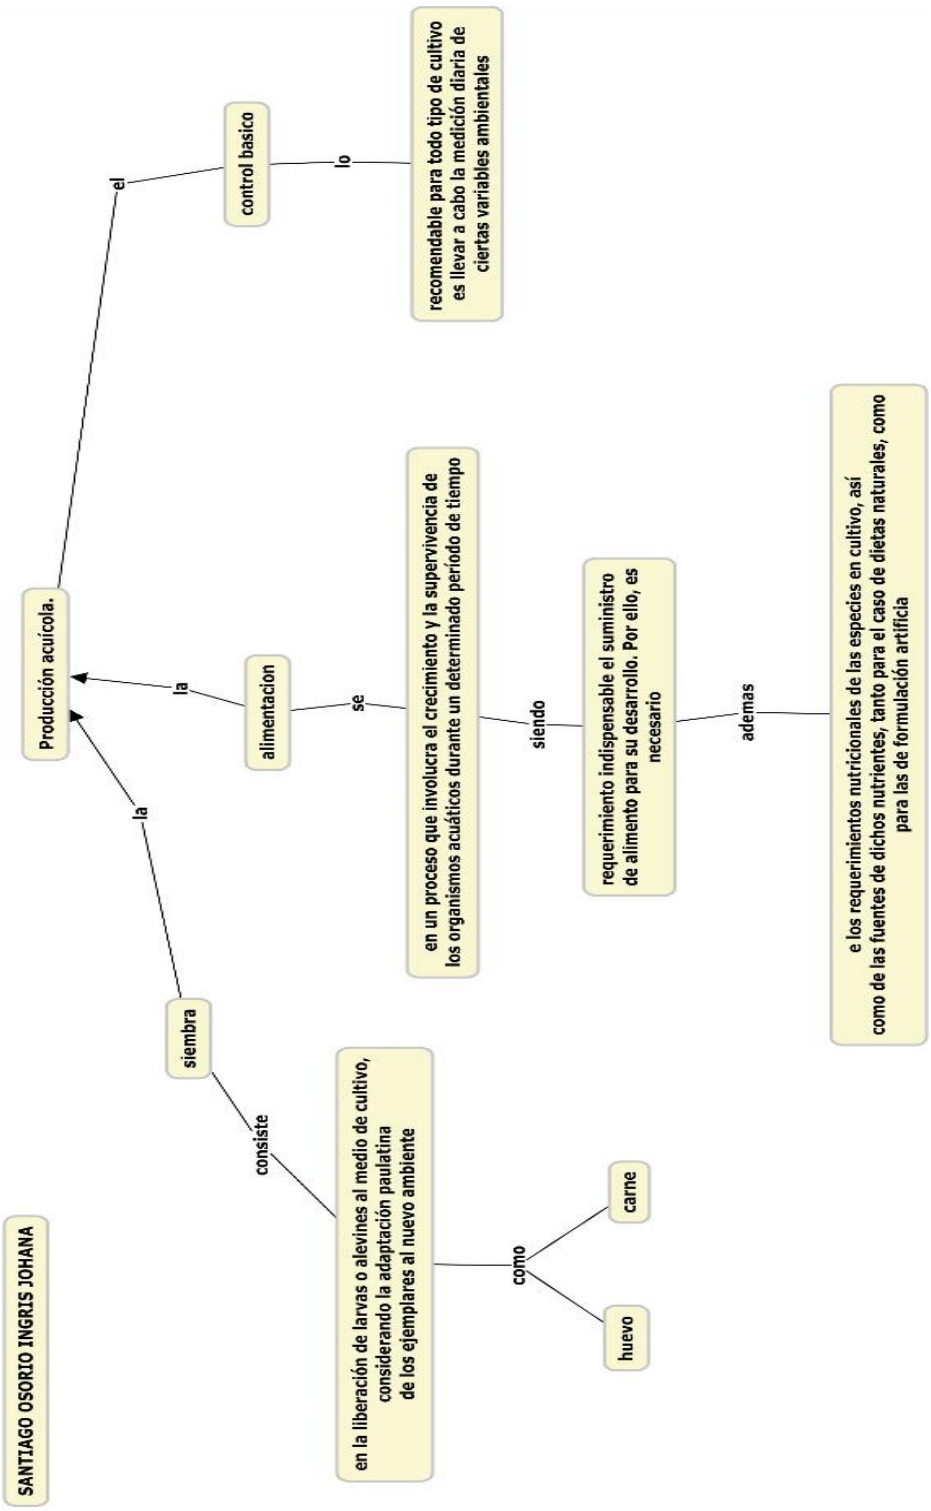 SANTIAGO OSORIO INGRIS JOHANA
Producción acuícola.
la
siembra
consiste
en la liberación de larvas o alevines al medio de cultivo,
considerando la adaptación paulatina
de los ejemplares al nuevo ambiente
como
huevo
carne
la
alimentacion
se
en un proceso que involucra el crecimiento y la supervivencia de
los organismos acuáticos durante un determinado período de tiempo
siendo
requerimiento indispensable el suministro
de alimento para su desarrollo. Por ello, es
necesario
ademas
e los requerimientos nutricionales de las especies en cultivo, así
como de las fuentes de dichos nutrientes, tanto para el caso de dietas naturales, como
para las de formulación artificia
el
control basico
lo
recomendable para todo tipo de cultivo
es llevar a cabo la medición diaria de
ciertas variables ambientales